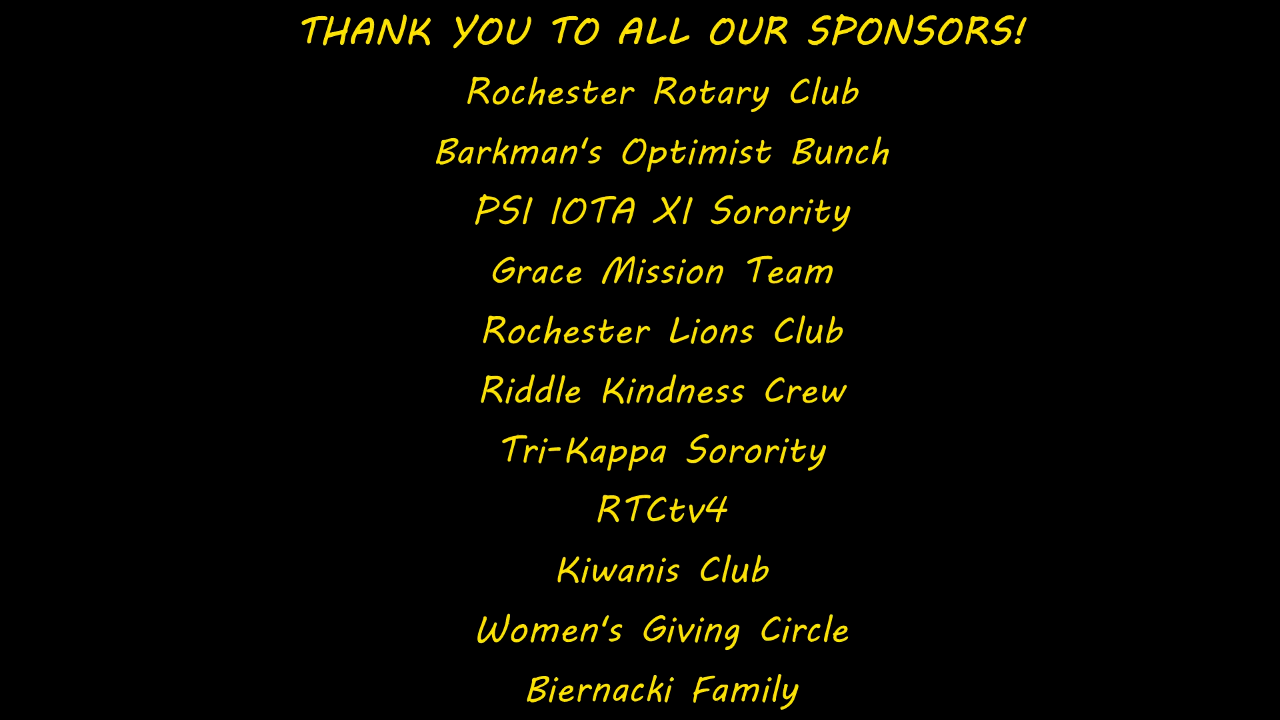 THANK YOU TO ALL OUR SPONSORS!
Rochester Rotary Club
Barkman's Optimist Bunch
PSI IOTA XI Sorority
Grace Mission Team
Rochester Lions Club
Riddle Kindness Crew
Tri-Kappa Sorority
RTCtv4
Kiwanis Club
Women's Giving Circle
Biernacki Family